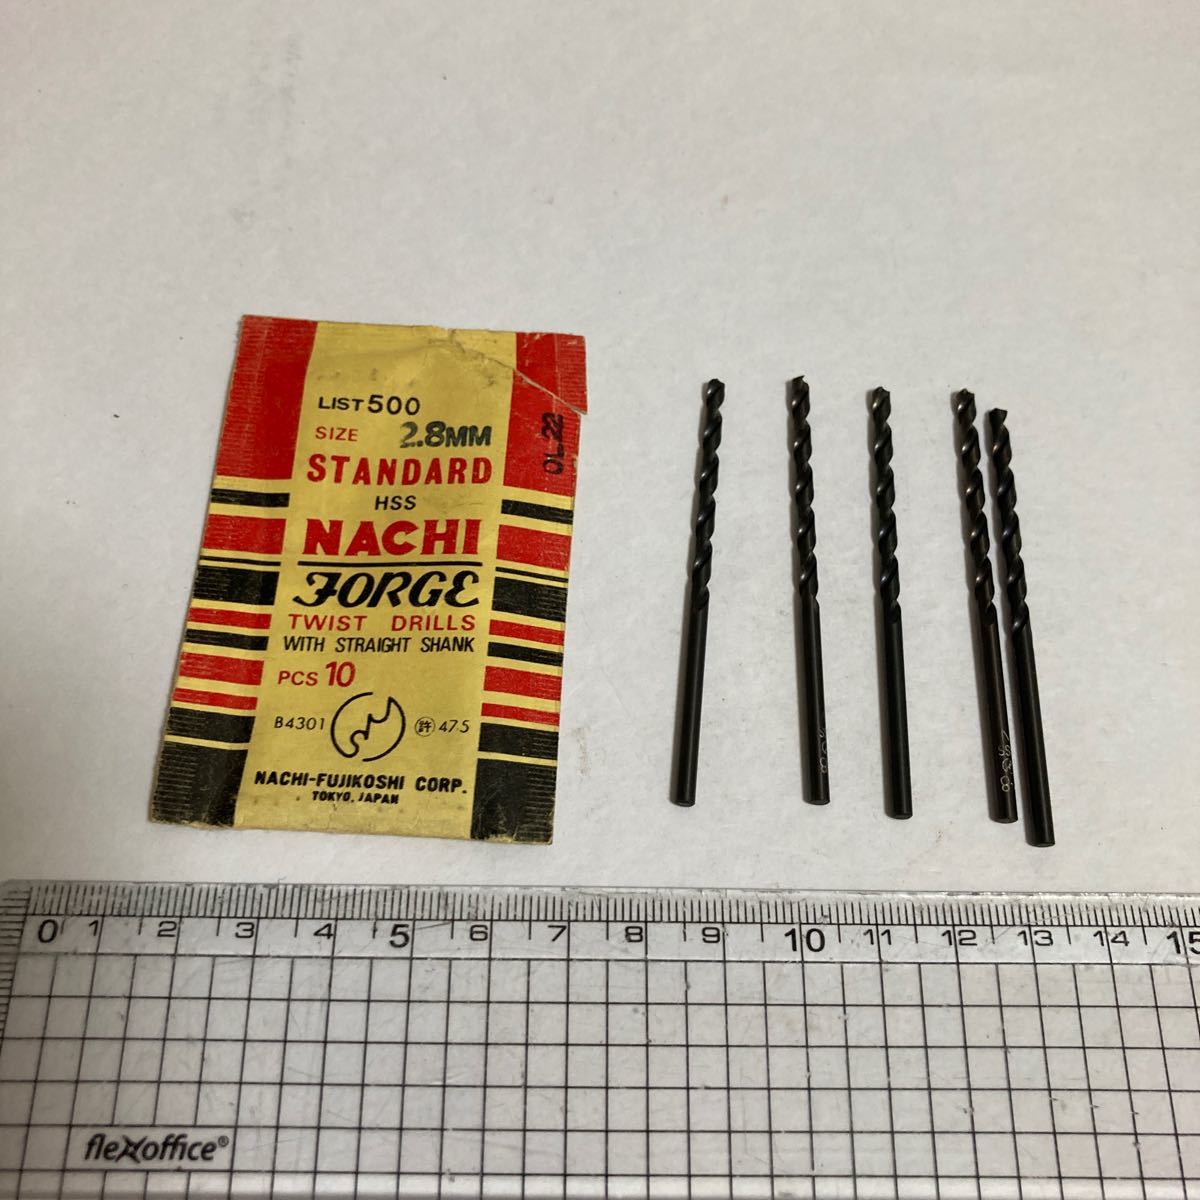 LIST 500
SIZE 2.8MM
OL22
STANDARD
HSS
NACHI
FORGE
TWIST DRILLS
WITH STRAIGHT SHANK
PCS 10
B4301 許 475
NACHI-FUJIKOSHI CORP.
TOKYO, JAPAN
0 1 2 3 4 5 6 7 8 9 10 11 12 13 14 15
flexoffice®